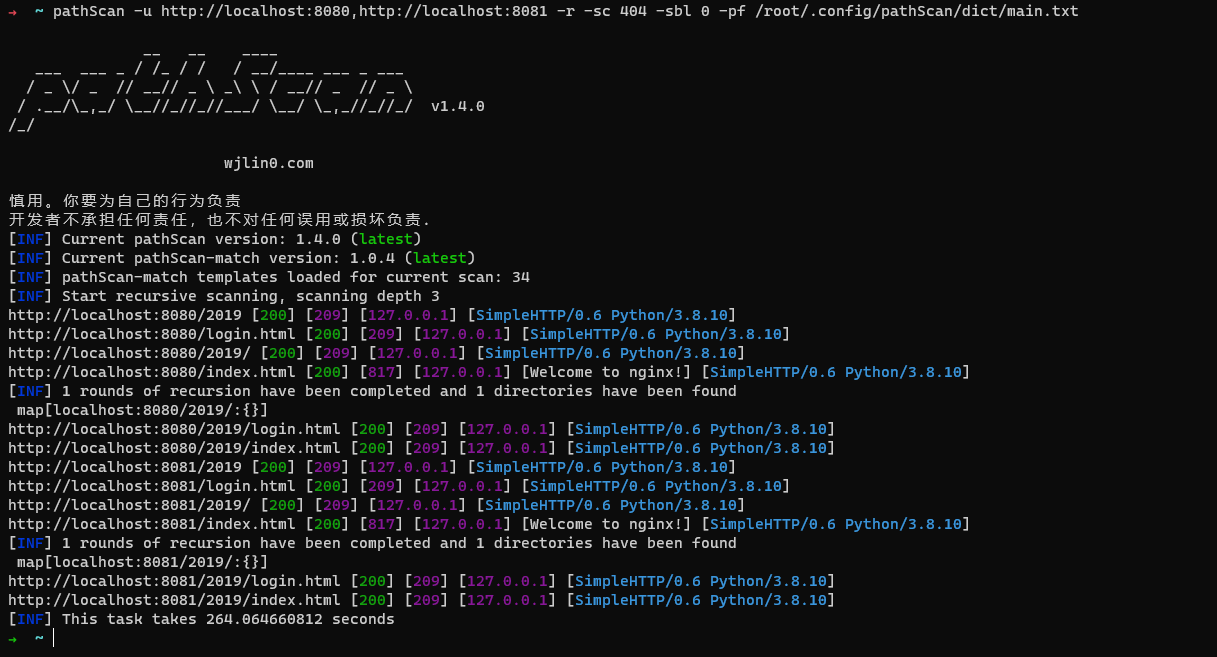 → ~ pathScan -u http://localhost:8080,http://localhost:8081 -r -sc 404 -sbl 0 -pf /root/.config/pathScan/dict/main.txt
pathScan v1.4.0
wjlin0.com
慎用。你要为自己的行为负责
开发者不承担任何责任，也不对任何误用或损坏负责.
[INF] Current pathScan version: 1.4.0 (latest)
[INF] Current pathScan-match version: 1.0.4 (latest)
[INF] pathScan-match templates loaded for current scan: 34
[INF] Start recursive scanning, scanning depth 3
http://localhost:8080/2019 [200] [209] [127.0.0.1] [SimpleHTTP/0.6 Python/3.8.10]
http://localhost:8080/login.html [200] [209] [127.0.0.1] [SimpleHTTP/0.6 Python/3.8.10]
http://localhost:8080/2019/ [200] [209] [127.0.0.1] [SimpleHTTP/0.6 Python/3.8.10]
http://localhost:8080/index.html [200] [817] [127.0.0.1] [Welcome to nginx!] [SimpleHTTP/0.6 Python/3.8.10]
[INF] 1 rounds of recursion have been completed and 1 directories have been found
map[localhost:8080/2019/:{}]
http://localhost:8080/2019/login.html [200] [209] [127.0.0.1] [SimpleHTTP/0.6 Python/3.8.10]
http://localhost:8080/2019/index.html [200] [209] [127.0.0.1] [SimpleHTTP/0.6 Python/3.8.10]
http://localhost:8081/2019 [200] [209] [127.0.0.1] [SimpleHTTP/0.6 Python/3.8.10]
http://localhost:8081/login.html [200] [209] [127.0.0.1] [SimpleHTTP/0.6 Python/3.8.10]
http://localhost:8081/2019/ [200] [209] [127.0.0.1] [SimpleHTTP/0.6 Python/3.8.10]
http://localhost:8081/index.html [200] [817] [127.0.0.1] [Welcome to nginx!] [SimpleHTTP/0.6 Python/3.8.10]
[INF] 1 rounds of recursion have been completed and 1 directories have been found
map[localhost:8081/2019/:{}]
http://localhost:8081/2019/login.html [200] [209] [127.0.0.1] [SimpleHTTP/0.6 Python/3.8.10]
http://localhost:8081/2019/index.html [200] [209] [127.0.0.1] [SimpleHTTP/0.6 Python/3.8.10]
[INF] This task takes 264.064660812 seconds
→ ~